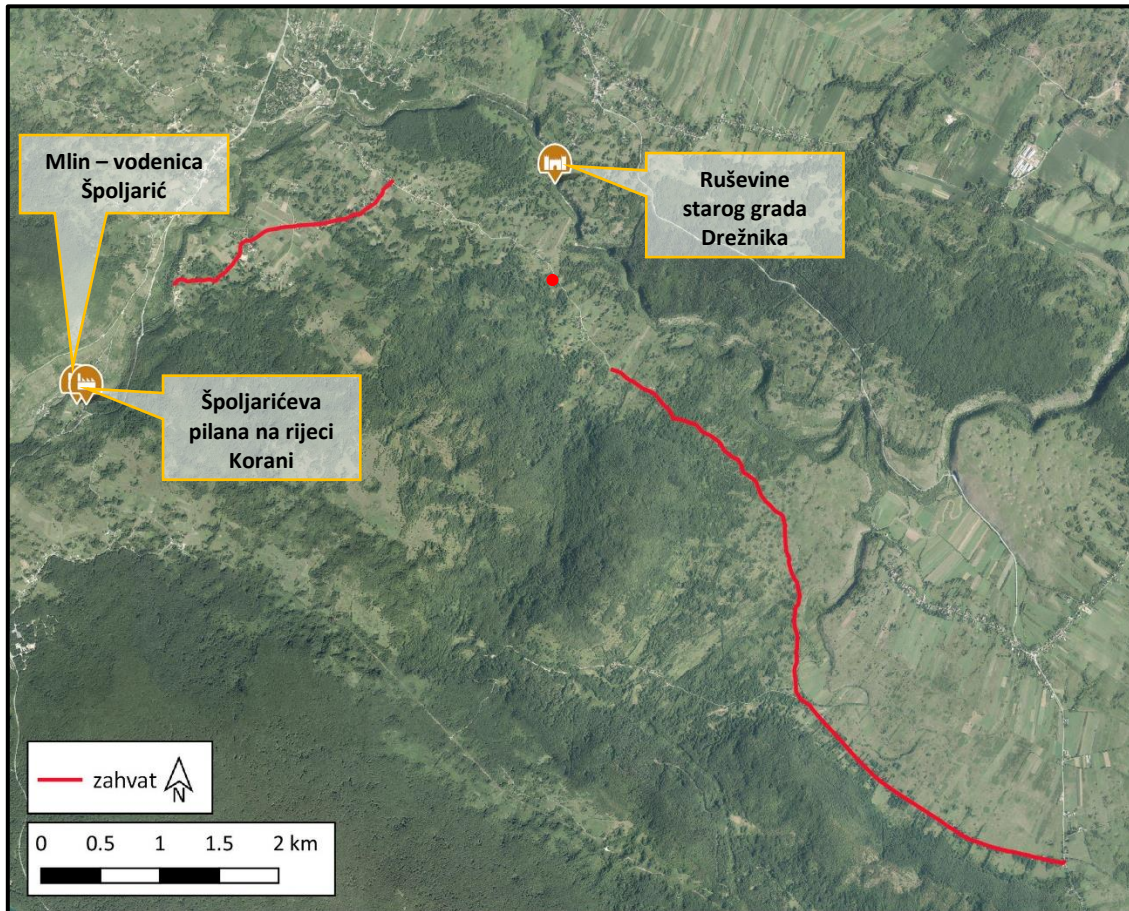 Mlin – vodenica
Špoljarić
Ruševine
starog grada
Drežnika
Špoljarićeva
pilana na rijeci
Korani
zahvat
N
0 0.5 1 1.5 2 km